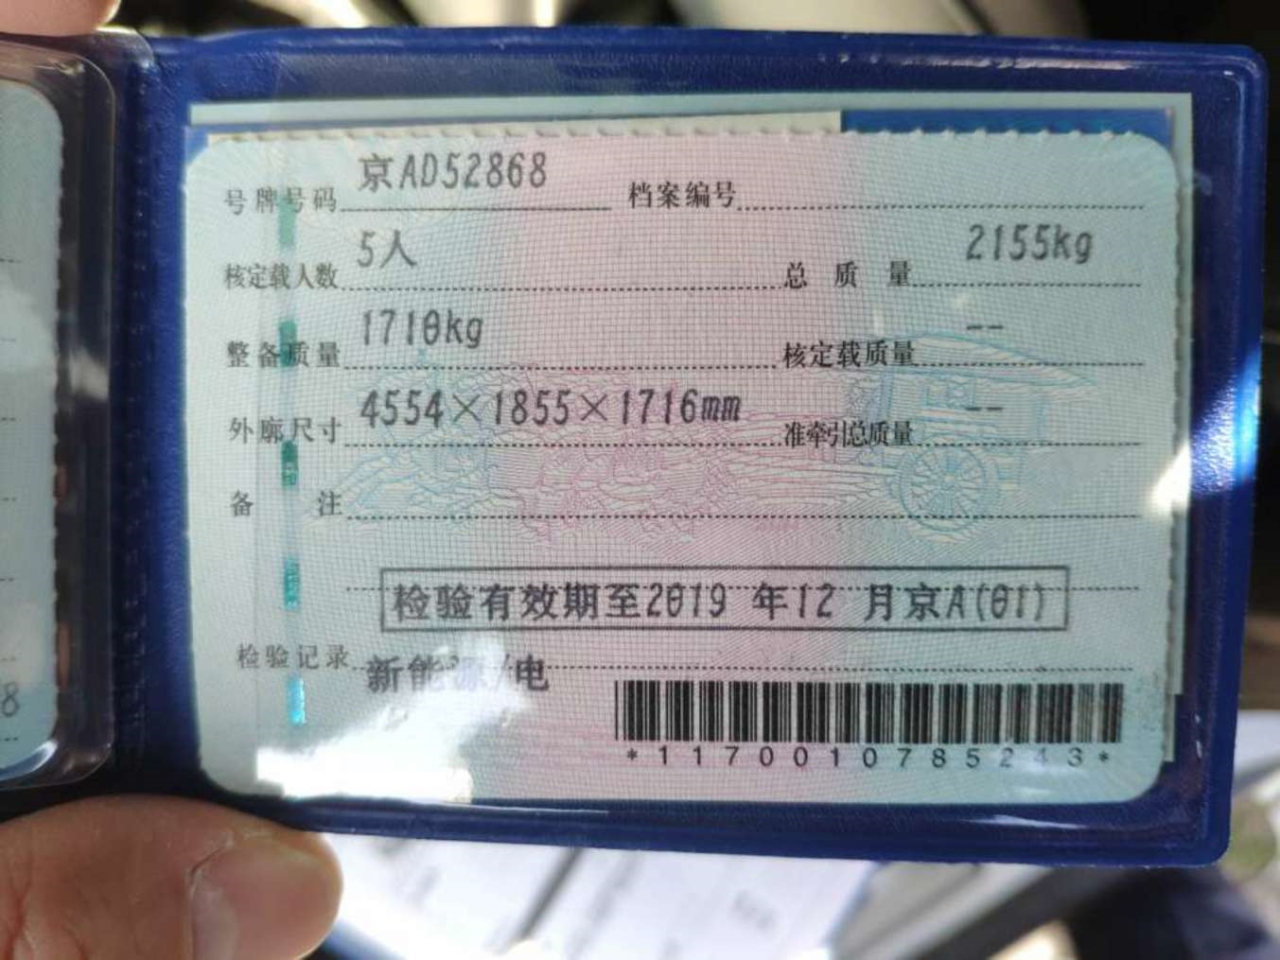 号牌号码 京AD52868 档案编号
核定载人数 5人 总质量 2155kg
整备质量 1710kg 核定载质量 --
外廓尺寸 4554×1855×1716mm 准牵引总质量 --
备注
检验有效期至2019 年12 月京A(01)
检验记录 新能源/电
*1170010785243*
8